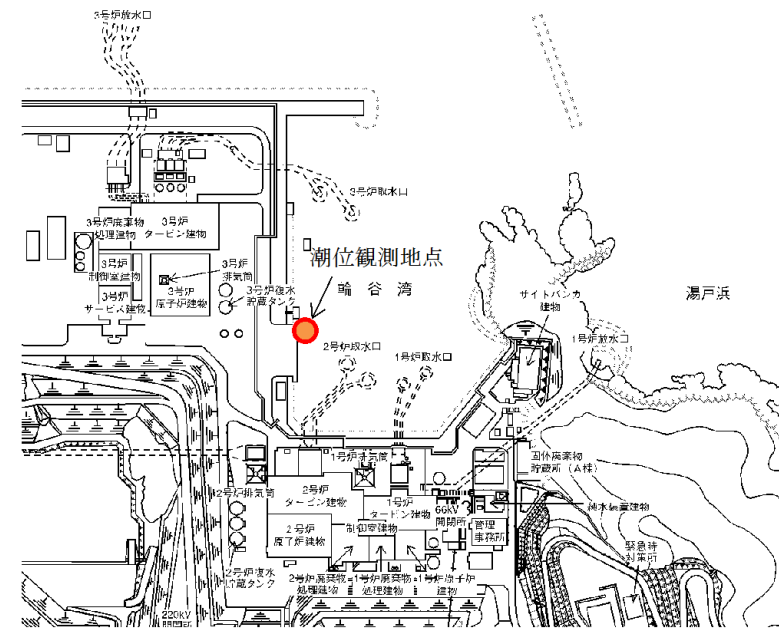 3号炉放水口
3号炉取水口
3号炉廃棄物
処理建物
3号炉
タービン建物
3号炉
制御室建物
3号炉
排気筒
3号炉
サービス建物
3号炉
原子炉建物
3号炉復水
貯蔵タンク
潮位観測地点
輪谷湾
湯戸浜
サイトバンカ
建物
2号炉取水口
1号炉取水口
1号炉放水口
1号炉排気筒
2号炉排気筒
固体廃棄物
貯蔵所(A棟)
2号炉
タービン建物
1号炉
タービン建物
66kV
開閉所
管理
事務所
純水装置建物
2号炉
原子炉建物
制御室建物
緊急時
対策所
2号炉復水
貯蔵タンク
2号炉廃棄物
処理建物
1号炉廃棄物
処理建物
1号炉原子炉
建物
220kV
開閉所